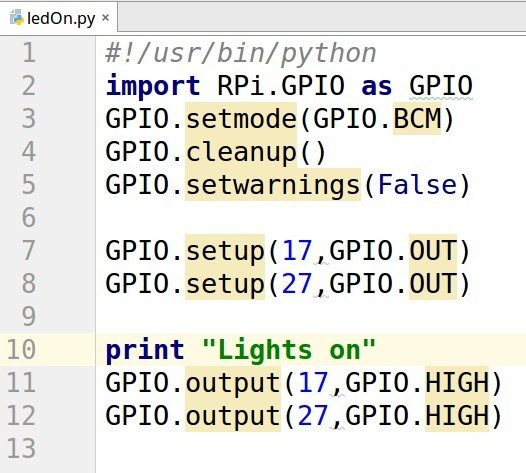 ledOn.py ×
1 #!/usr/bin/python
2 import RPi.GPIO as GPIO
3 GPIO.setmode(GPIO.BCM)
4 GPIO.cleanup()
5 GPIO.setwarnings(False)
6
7 GPIO.setup(17,GPIO.OUT)
8 GPIO.setup(27,GPIO.OUT)
9
10 print "Lights on"
11 GPIO.output(17,GPIO.HIGH)
12 GPIO.output(27,GPIO.HIGH)
13